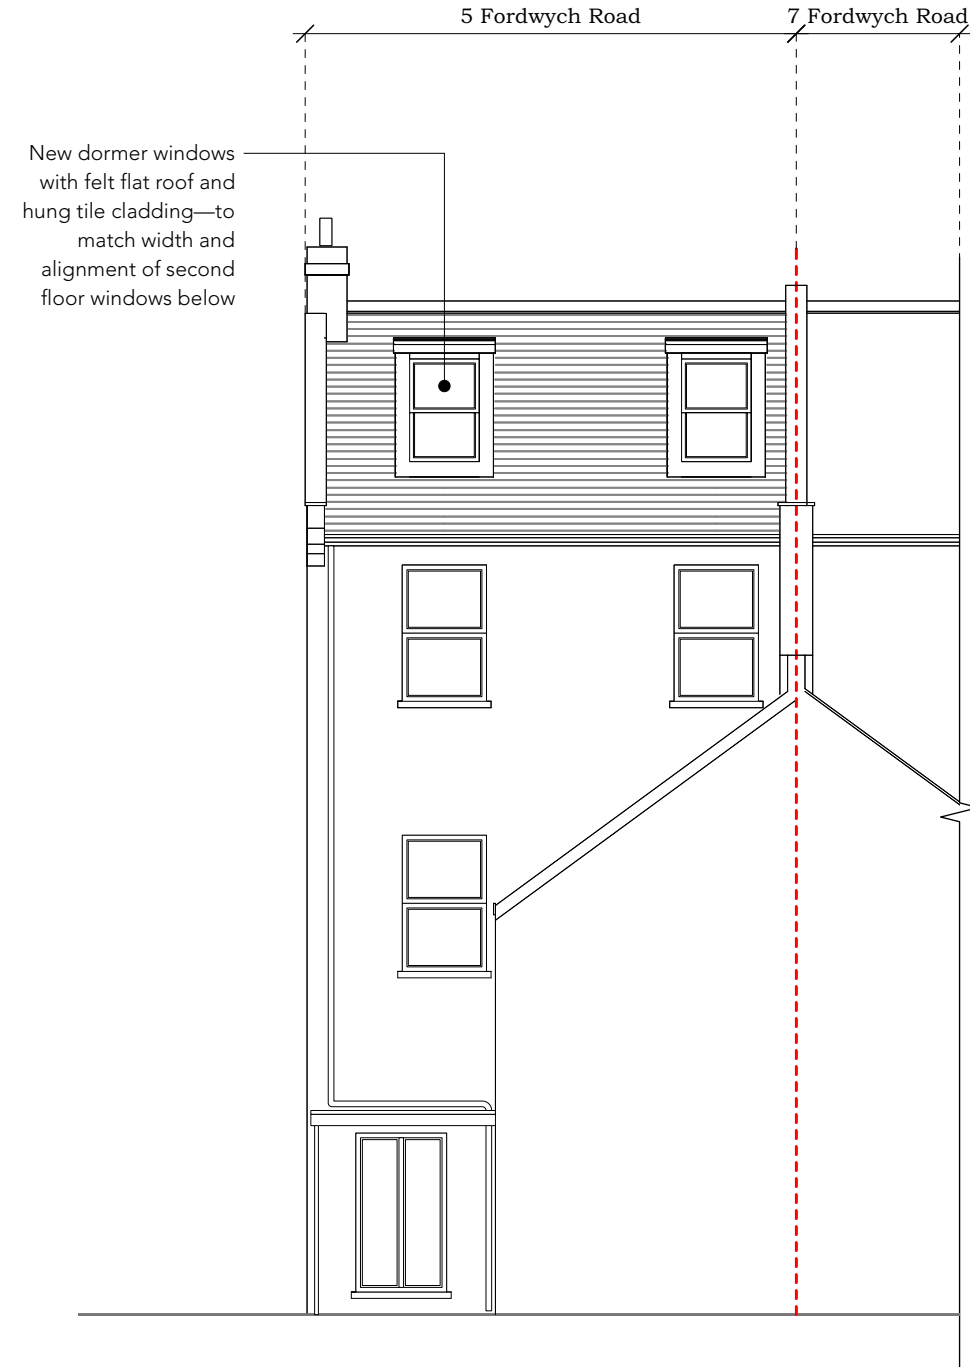 5 Fordwych Road
7 Fordwych Road
New dormer windows
with felt flat roof and
hung tile cladding—to
match width and
alignment of second
floor windows below